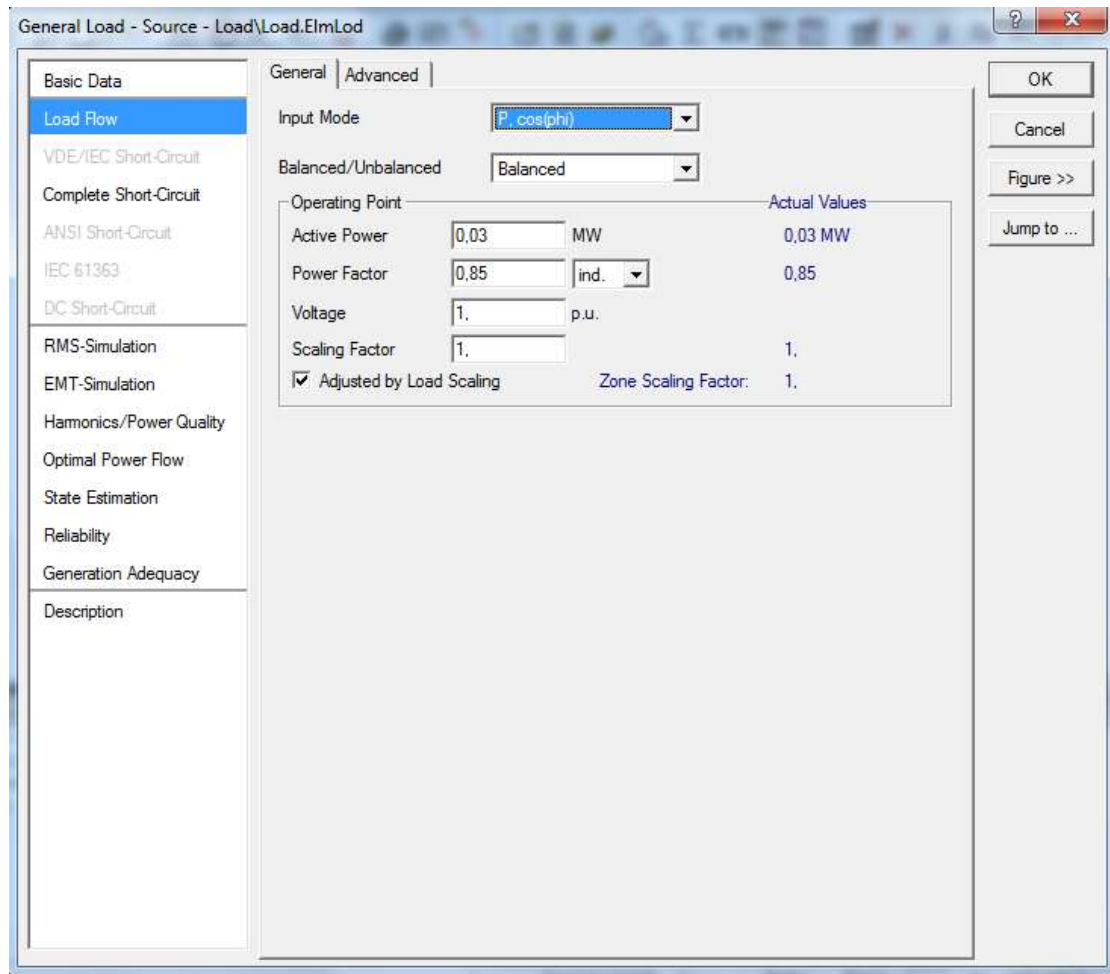 General Load - Source - Load\Load.ElmLod
Basic Data
Load Flow
VDE/IEC Short-Circuit
Complete Short-Circuit
ANSI Short-Circuit
IEC 61363
DC Short-Circuit
RMS-Simulation
EMT-Simulation
Harmonics/Power Quality
Optimal Power Flow
State Estimation
Reliability
Generation Adequacy
Description
General Advanced
Input Mode P, cos(phi)
Balanced/Unbalanced Balanced
Operating Point Actual Values
Active Power 0,03 MW 0,03 MW
Power Factor 0,85 ind. 0,85
Voltage 1, p.u.
Scaling Factor 1, 1,
Adjusted by Load Scaling Zone Scaling Factor: 1,
OK
Cancel
Figure >>
Jump to ...